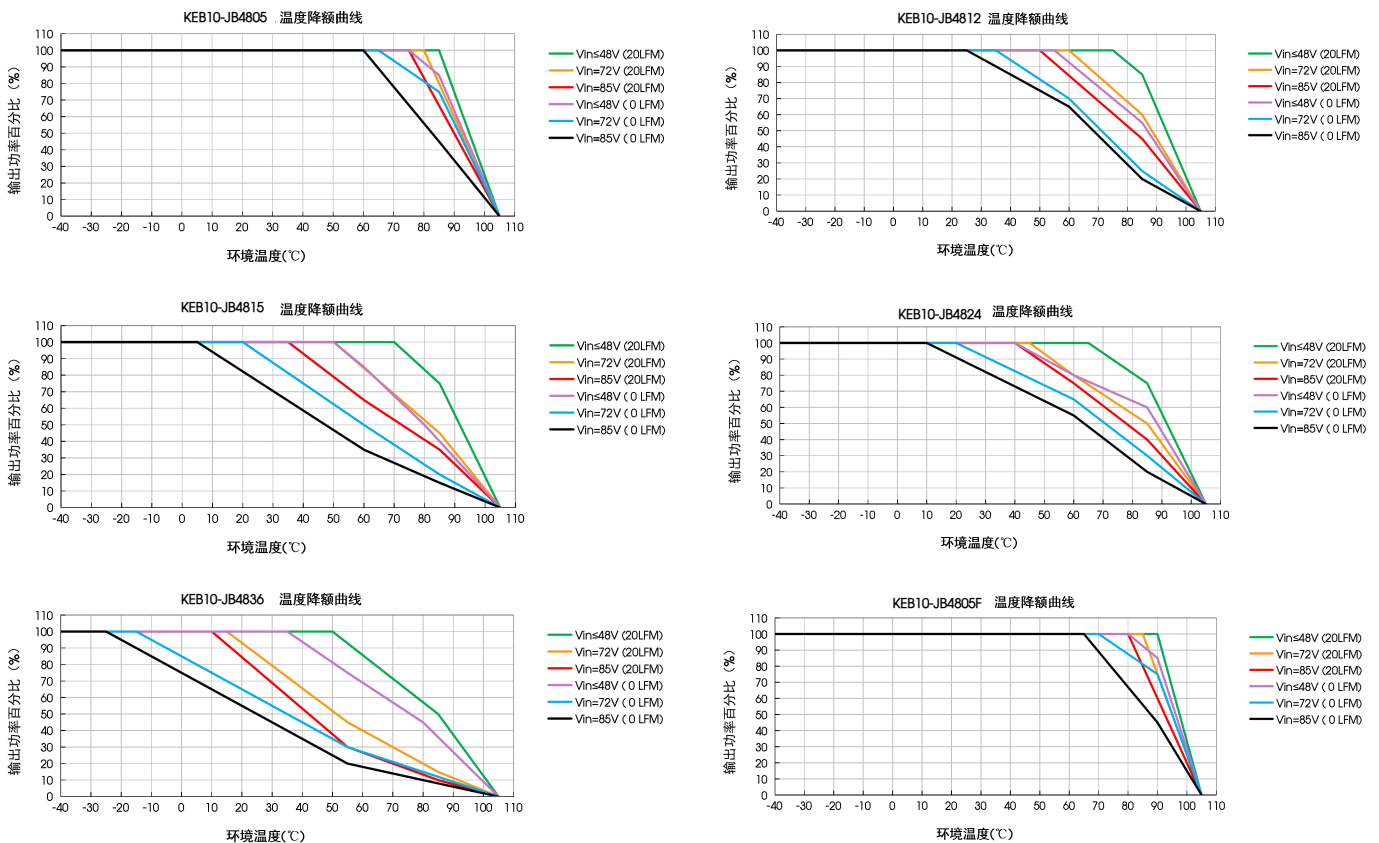 KEB10-JB4805 温度降额曲线
输出功率百分比（%）
110
100
90
80
70
60
50
40
30
20
10
0
-40 -30 -20 -10 0 10 20 30 40 50 60 70 80 90 100 110
环境温度(℃)
Vin≤48V (20LFM)
Vin=72V (20LFM)
Vin=85V (20LFM)
Vin≤48V ( 0 LFM)
Vin=72V ( 0 LFM)
Vin=85V ( 0 LFM)
KEB10-JB4812 温度降额曲线
输出功率百分比（%）
110
100
90
80
70
60
50
40
30
20
10
0
-40 -30 -20 -10 0 10 20 30 40 50 60 70 80 90 100 110
环境温度(℃)
Vin≤48V (20LFM)
Vin=72V (20LFM)
Vin=85V (20LFM)
Vin≤48V ( 0 LFM)
Vin=72V ( 0 LFM)
Vin=85V ( 0 LFM)
KEB10-JB4815 温度降额曲线
输出功率百分比（%）
110
100
90
80
70
60
50
40
30
20
10
0
-40 -30 -20 -10 0 10 20 30 40 50 60 70 80 90 100 110
环境温度(℃)
Vin≤48V (20LFM)
Vin=72V (20LFM)
Vin=85V (20LFM)
Vin≤48V ( 0 LFM)
Vin=72V ( 0 LFM)
Vin=85V ( 0 LFM)
KEB10-JB4824 温度降额曲线
输出功率百分比（%）
110
100
90
80
70
60
50
40
30
20
10
0
-40 -30 -20 -10 0 10 20 30 40 50 60 70 80 90 100 110
环境温度(℃)
Vin≤48V (20LFM)
Vin=72V (20LFM)
Vin=85V (20LFM)
Vin≤48V ( 0 LFM)
Vin=72V ( 0 LFM)
Vin=85V ( 0 LFM)
KEB10-JB4836 温度降额曲线
输出功率百分比（%）
110
100
90
80
70
60
50
40
30
20
10
0
-40 -30 -20 -10 0 10 20 30 40 50 60 70 80 90 100 110
环境温度(℃)
Vin≤48V (20LFM)
Vin=72V (20LFM)
Vin=85V (20LFM)
Vin≤48V ( 0 LFM)
Vin=72V ( 0 LFM)
Vin=85V ( 0 LFM)
KEB10-JB4805F 温度降额曲线
输出功率百分比（%）
110
100
90
80
70
60
50
40
30
20
10
0
-40 -30 -20 -10 0 10 20 30 40 50 60 70 80 90 100 110
环境温度(℃)
Vin≤48V (20LFM)
Vin=72V (20LFM)
Vin=85V (20LFM)
Vin≤48V ( 0 LFM)
Vin=72V ( 0 LFM)
Vin=85V ( 0 LFM)